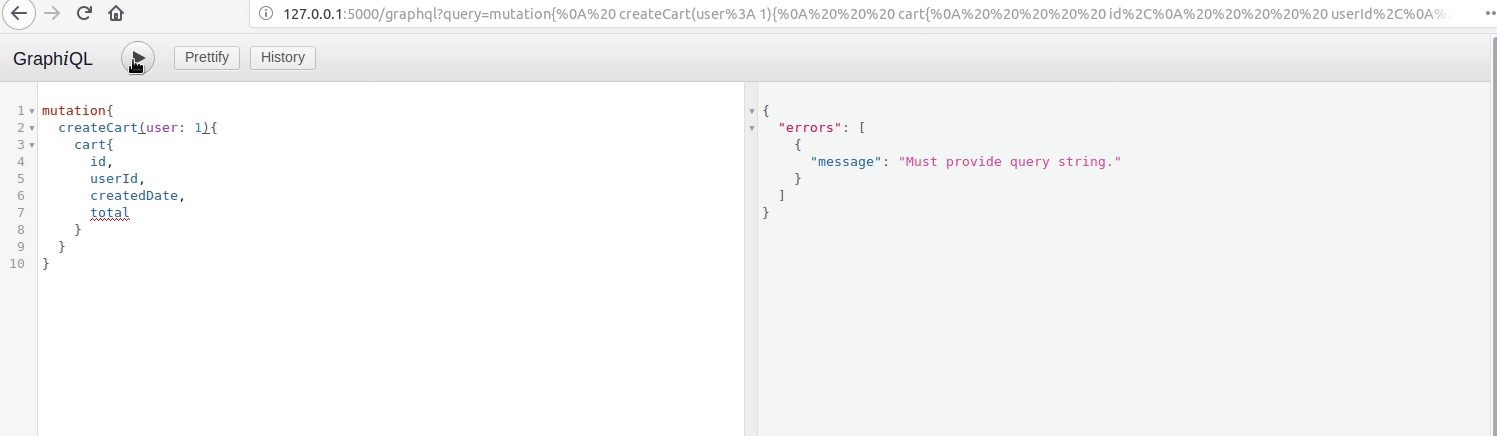 127.0.0.1:5000/graphql?query=mutation{%0A%20 createCart(user%3A 1){%0A%20%20%20 cart{%0A%20%20%20%20%20 id%2C%0A%20%20%20%20%20 userId%2C%0A%
GraphiQL
Prettify
History
1 mutation{
2 createCart(user: 1){
3 cart{
4 id,
5 userId,
6 createdDate,
7 total
8 }
9 }
10 }
{
"errors": [
{
"message": "Must provide query string."
}
]
}